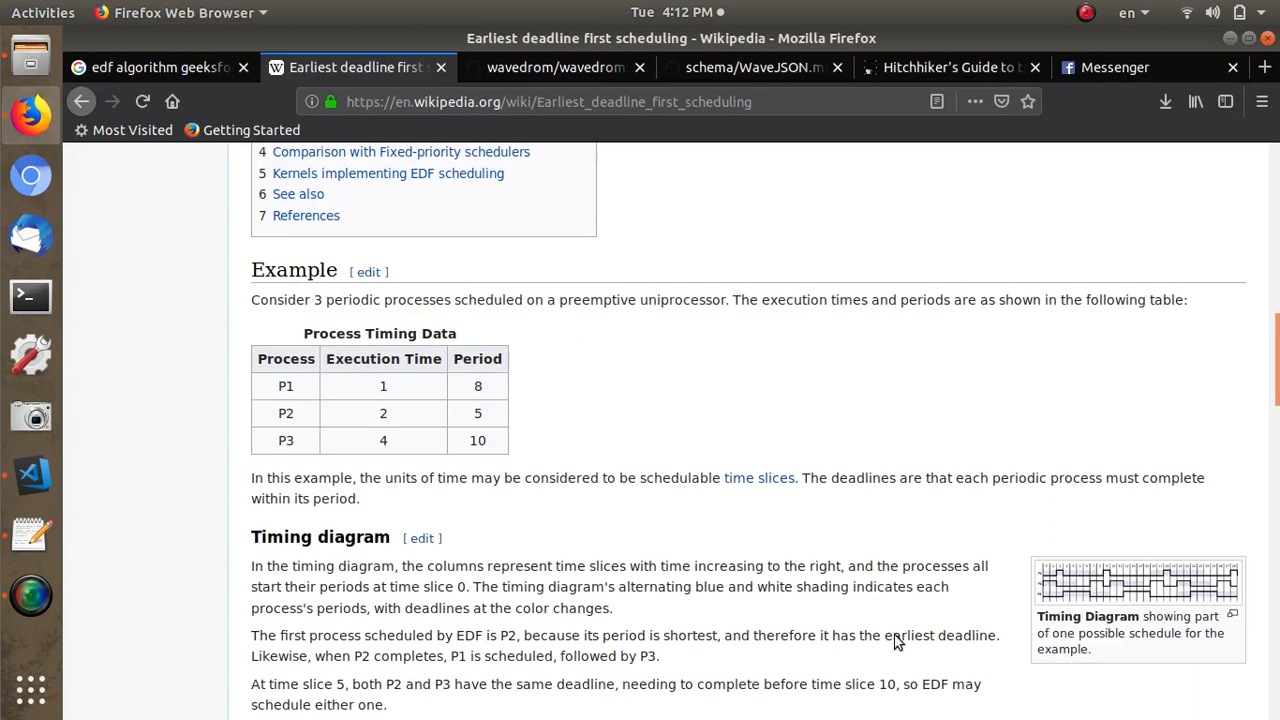 Activities
Firefox Web Browser
Tue 4:12 PM
en
Earliest deadline first scheduling - Wikipedia - Mozilla Firefox
edf algorithm geeksfo
Earliest deadline first s
wavedrom/wavedrom
schema/WaveJSON.m
Hitchhiker's Guide to t
Messenger
https://en.wikipedia.org/wiki/Earliest_deadline_first_scheduling
Most Visited
Getting Started
4 Comparison with Fixed-priority schedulers
5 Kernels implementing EDF scheduling
6 See also
7 References
Example [ edit ]
Consider 3 periodic processes scheduled on a preemptive uniprocessor. The execution times and periods are as shown in the following table:
Process Timing Data
Process Execution Time Period
P1 1 8
P2 2 5
P3 4 10
In this example, the units of time may be considered to be schedulable time slices. The deadlines are that each periodic process must complete
within its period.
Timing diagram [ edit ]
In the timing diagram, the columns represent time slices with time increasing to the right, and the processes all
start their periods at time slice 0. The timing diagram's alternating blue and white shading indicates each
process's periods, with deadlines at the color changes.
The first process scheduled by EDF is P2, because its period is shortest, and therefore it has the earliest deadline.
Likewise, when P2 completes, P1 is scheduled, followed by P3.
At time slice 5, both P2 and P3 have the same deadline, needing to complete before time slice 10, so EDF may
schedule either one.
Timing Diagram showing part
of one possible schedule for the
example.